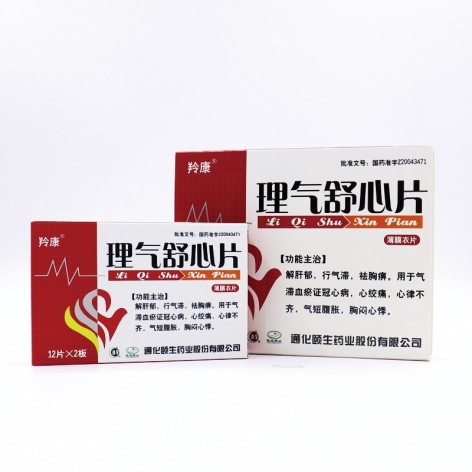 羚康®
批准文号：国药准字Z20043471
理气舒心片
Li Qi Shu Xin Pian
薄膜衣片
【功能主治】
解肝郁，行气滞，祛胸痹。用于气
滞血瘀证冠心病，心绞痛，心律不
齐，气短腹胀，胸闷心悸。
通化颐生药业股份有限公司
羚康®
批准文号：国药准字Z20043471
理气舒心片
Li Qi Shu Xin Pian
薄膜衣片
【功能主治】
解肝郁，行气滞，祛胸痹。用于气
滞血瘀证冠心病，心绞痛，心律不
齐，气短腹胀，胸闷心悸。
12片×2板
通化颐生药业股份有限公司